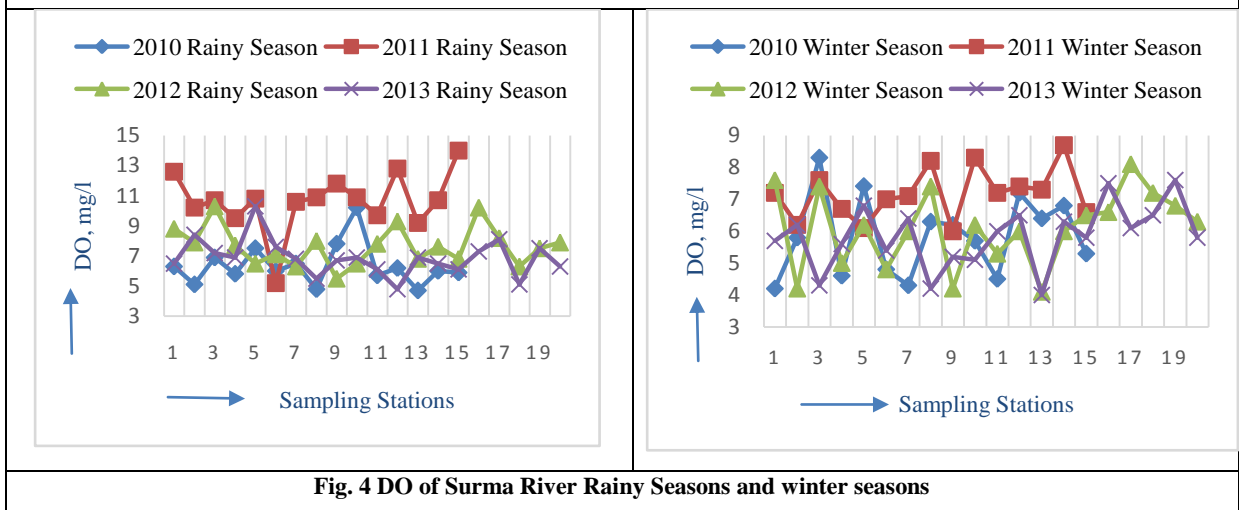 2010 Rainy Season 2011 Rainy Season
2012 Rainy Season 2013 Rainy Season
15
13
11
9
7
5
3
DO, mg/l
1 3 5 7 9 11 13 15 17 19
Sampling Stations
2010 Winter Season 2011 Winter Season
2012 Winter Season 2013 Winter Season
9
8
7
6
5
4
3
DO, mg/l
1 3 5 7 9 11 13 15 17 19
Sampling Stations
Fig. 4 DO of Surma River Rainy Seasons and winter seasons